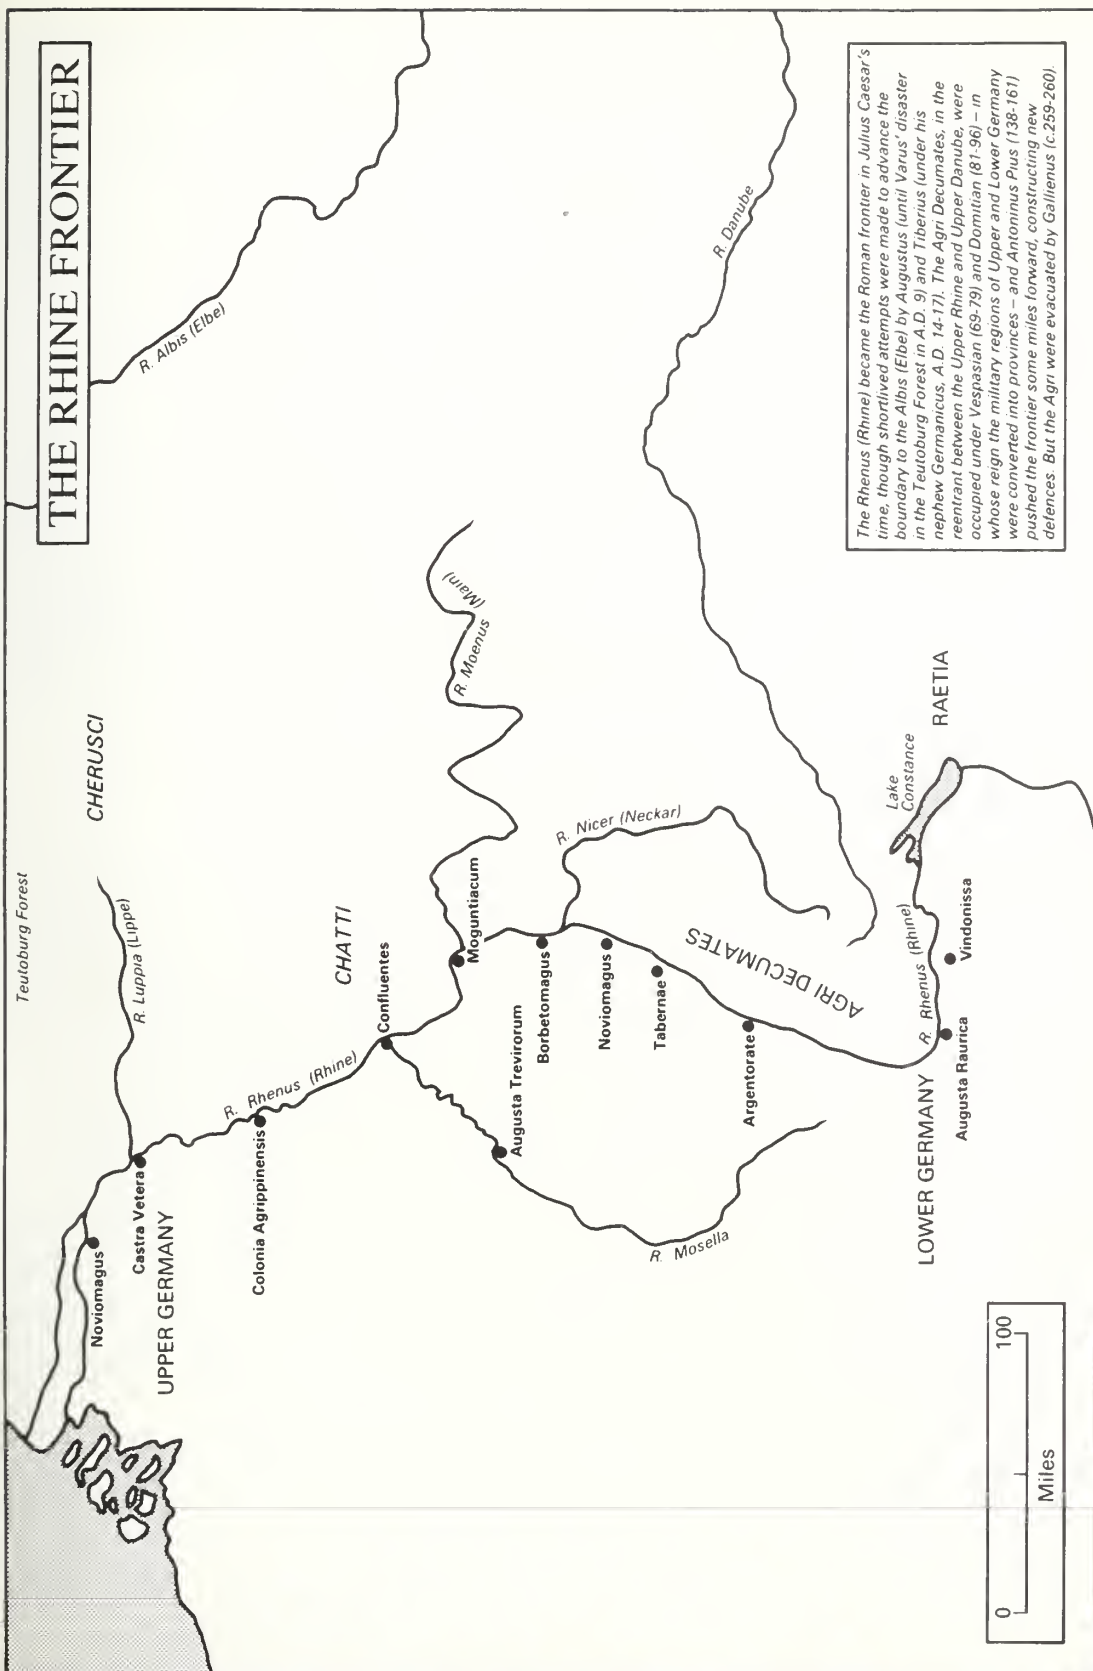 THE RHINE FRONTIER
The Rhenus (Rhine) became the Roman frontier in Julius Caesar's
time, though shortlived attempts were made to advance the
boundary to the Albis (Elbe) by Augustus (until Varus' disaster
in the Teutoburg Forest in A.D. 9) and Tiberius (under his
nephew Germanicus, A.D. 14-17). The Agri Decumates, in the
reentrant between the Upper Rhine and Upper Danube, were
occupied under Vespasian (69-79) and Domitian (81-96) – in
whose reign the military regions of Upper and Lower Germany
were converted into provinces – and Antoninus Pius (138-161)
pushed the frontier some miles forward, constructing new
defences. But the Agri were evacuated by Gallienus (c.259-260).
Teutoburg Forest
CHERUSCI
R. Albis (Elbe)
R. Luppia (Lippe)
Noviomagus
Castra Vetera
UPPER GERMANY
Colonia Agrippinensis
R. Rhenus (Rhine)
CHATTI
Confluentes
Moguntiacum
R. Moenus (Main)
Augusta Trevirorum
Borbetomagus
R. Nicer (Neckar)
Noviomagus
Tabernae
R. Mosella
AGRI DECUMATES
Argentorate
R. Danube
LOWER GERMANY
R. Rhenus (Rhine)
Augusta Raurica
Vindonissa
Lake
Constance
RAETIA
0 100
Miles